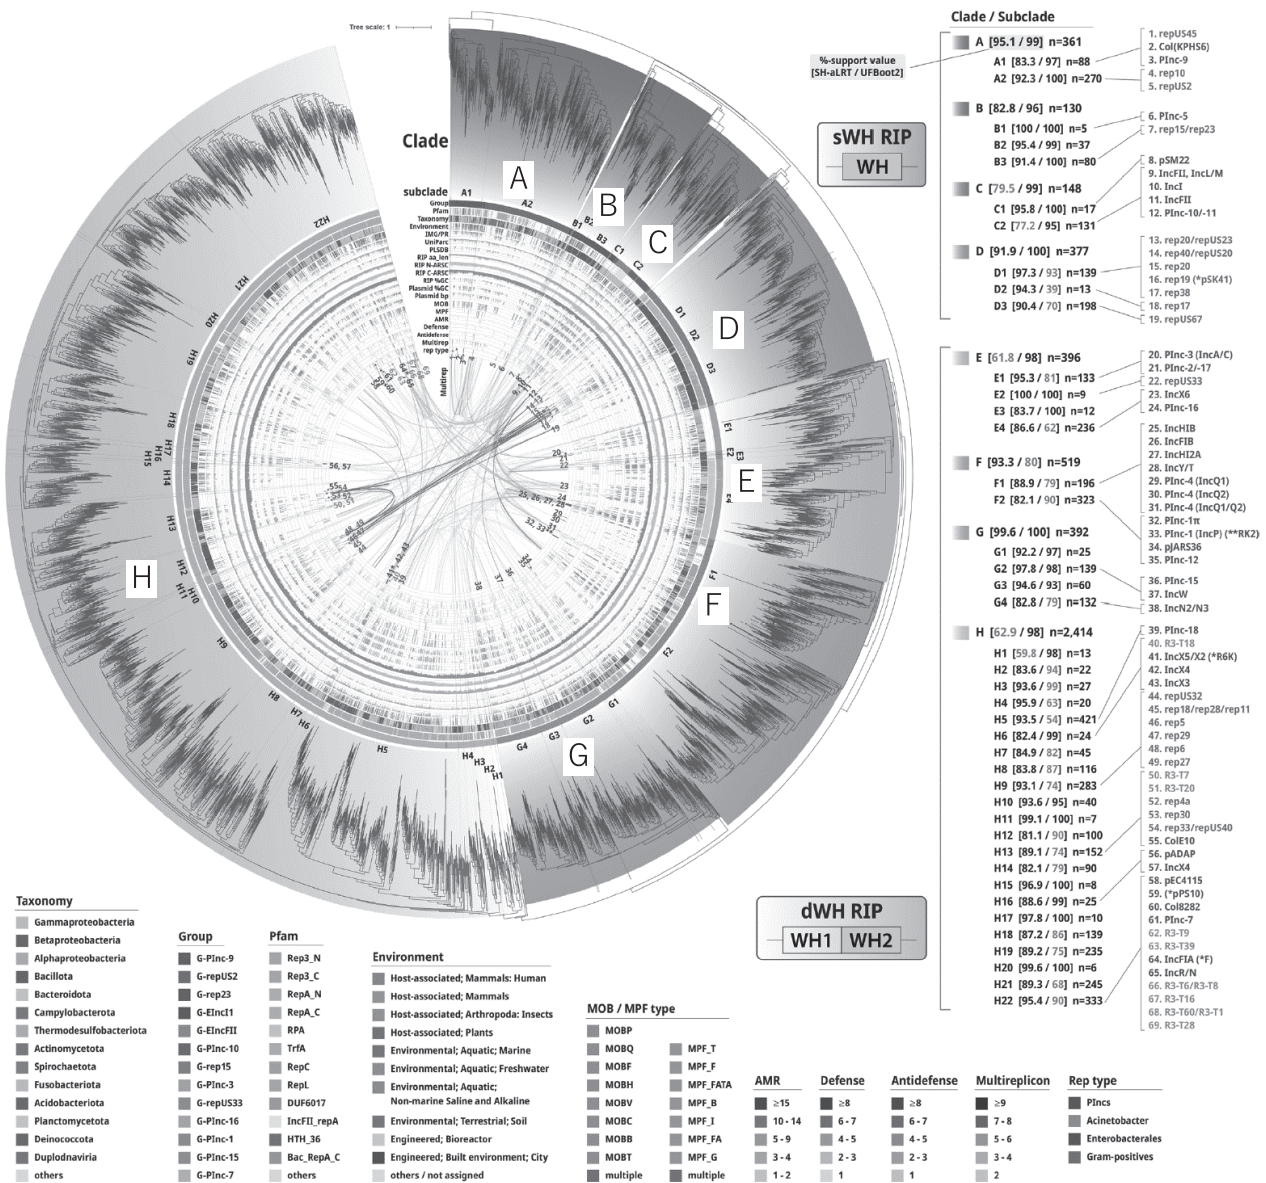 Tree scale: 1
Clade
subclade
Group
Pfam
Taxonomy
Environment
IMG/PR
UniParc
PLSDB
RIP aa_len
RIP N-ARSC
RIP C-ARSC
RIP %GC
Plasmid %GC
Plasmid bp
MOB
MPF
AMR
Defense
Antidefense
Multirep
rep type
Multirep
A
B
C
D
E
F
G
H
A1
A2
B1
B2
B3
C1
C2
D1
D2
D3
E1
E2
E3
E4
F1
F2
G1
G2
G3
G4
H1
H2
H3
H4
H5
H6
H7
H8
H9
H10
H11
H12
H13
H14
H15
H16
H17
H18
H19
H20
H21
H22
56, 57
25, 26, 27, 28
32, 33
41, 42, 43
19
20
21
22
23
24
36
37
38
%-support value
[SH-aLRT / UFBoot2]
sWH RIP
WH
dWH RIP
WH1 WH2
Clade / Subclade
A [95.1 / 99] n=361
A1 [83.3 / 97] n=88
A2 [92.3 / 100] n=270
B [82.8 / 96] n=130
B1 [100 / 100] n=5
B2 [95.4 / 99] n=37
B3 [91.4 / 100] n=80
C [79.5 / 99] n=148
C1 [95.8 / 100] n=17
C2 [77.2 / 95] n=131
D [91.9 / 100] n=377
D1 [97.3 / 93] n=139
D2 [94.3 / 39] n=13
D3 [90.4 / 70] n=198
E [61.8 / 98] n=396
E1 [95.3 / 81] n=133
E2 [100 / 100] n=9
E3 [83.7 / 100] n=12
E4 [86.6 / 62] n=236
F [93.3 / 80] n=519
F1 [88.9 / 79] n=196
F2 [82.1 / 90] n=323
G [99.6 / 100] n=392
G1 [92.2 / 97] n=25
G2 [97.8 / 98] n=139
G3 [94.6 / 93] n=60
G4 [82.8 / 79] n=132
H [62.9 / 98] n=2,414
H1 [59.8 / 98] n=13
H2 [83.6 / 94] n=22
H3 [93.6 / 99] n=27
H4 [95.9 / 63] n=20
H5 [93.5 / 54] n=421
H6 [82.4 / 99] n=24
H7 [84.9 / 82] n=45
H8 [83.8 / 87] n=116
H9 [93.1 / 74] n=283
H10 [93.6 / 95] n=40
H11 [99.1 / 100] n=7
H12 [81.1 / 90] n=100
H13 [89.1 / 74] n=152
H14 [82.1 / 79] n=90
H15 [96.9 / 100] n=8
H16 [88.6 / 99] n=25
H17 [97.8 / 100] n=10
H18 [87.2 / 86] n=139
H19 [89.2 / 75] n=235
H20 [99.6 / 100] n=6
H21 [89.3 / 68] n=245
H22 [95.4 / 90] n=333
1. repUS45
2. Col(KPHS6)
3. PInc-9
4. rep10
5. repUS2
6. PInc-5
7. rep15/rep23
8. pSM22
9. IncFII, IncL/M
10. IncI
11. IncFII
12. PInc-10/-11
13. rep20/repUS23
14. rep40/repUS20
15. rep20
16. rep19 (*pSK41)
17. rep38
18. rep17
19. repUS67
20. PInc-3 (IncA/C)
21. PInc-2/-17
22. repUS33
23. IncX6
24. PInc-16
25. IncHIB
26. IncFIB
27. IncHI2A
28. IncY/T
29. PInc-4 (IncQ1)
30. PInc-4 (IncQ2)
31. PInc-4 (IncQ1/Q2)
32. PInc-1π
33. PInc-1 (IncP) (**RK2)
34. pJARS36
35. PInc-12
36. PInc-15
37. IncW
38. IncN2/N3
39. PInc-18
40. R3-T18
41. IncX5/X2 (*R6K)
42. IncX4
43. IncX3
44. repUS32
45. rep18/rep28/rep11
46. rep5
47. rep29
48. rep6
49. rep27
50. R3-T7
51. R3-T20
52. rep4a
53. rep30
54. rep33/repUS40
55. ColE10
56. pADAP
57. IncX4
58. pEC4115
59. (*pPS10)
60. Col8282
61. PInc-7
62. R3-T9
63. R3-T39
64. IncFIA (*F)
65. IncR/N
66. R3-T6/R3-T8
67. R3-T16
68. R3-T60/R3-T1
69. R3-T28
Taxonomy
Gammaproteobacteria
Betaproteobacteria
Alphaproteobacteria
Bacillota
Bacteroidota
Campylobacterota
Thermodesulfobacteriota
Actinomycetota
Spirochaetota
Fusobacteriota
Acidobacteriota
Planctomycetota
Deinococcota
Duplodnaviria
others
Group
G-PInc-9
G-repUS2
G-rep23
G-EIncI1
G-EIncFII
G-PInc-10
G-rep15
G-PInc-3
G-repUS33
G-PInc-16
G-PInc-1
G-PInc-15
G-PInc-7
Pfam
Rep3_N
Rep3_C
RepA_N
RepA_C
RPA
TrfA
RepC
RepL
DUF6017
IncFII_repA
HTH_36
Bac_RepA_C
others
Environment
Host-associated; Mammals: Human
Host-associated; Mammals
Host-associated; Arthropoda: Insects
Host-associated; Plants
Environmental; Aquatic; Marine
Environmental; Aquatic; Freshwater
Environmental; Aquatic;
Non-marine Saline and Alkaline
Environmental; Terrestrial; Soil
Engineered; Bioreactor
Engineered; Built environment; City
others / not assigned
MOB / MPF type
MOBP
MOBQ
MOBF
MOBH
MOBV
MOBC
MOBB
MOBT
multiple
MPF_T
MPF_F
MPF_FATA
MPF_B
MPF_I
MPF_FA
MPF_G
multiple
AMR
≥15
10 - 14
5 - 9
3 - 4
1 - 2
Defense
≥8
6 - 7
4 - 5
2 - 3
1
Antidefense
≥8
6 - 7
4 - 5
2 - 3
1
Multireplicon
≥9
7 - 8
5 - 6
3 - 4
2
Rep type
PIncs
Acinetobacter
Enterobacterales
Gram-positives